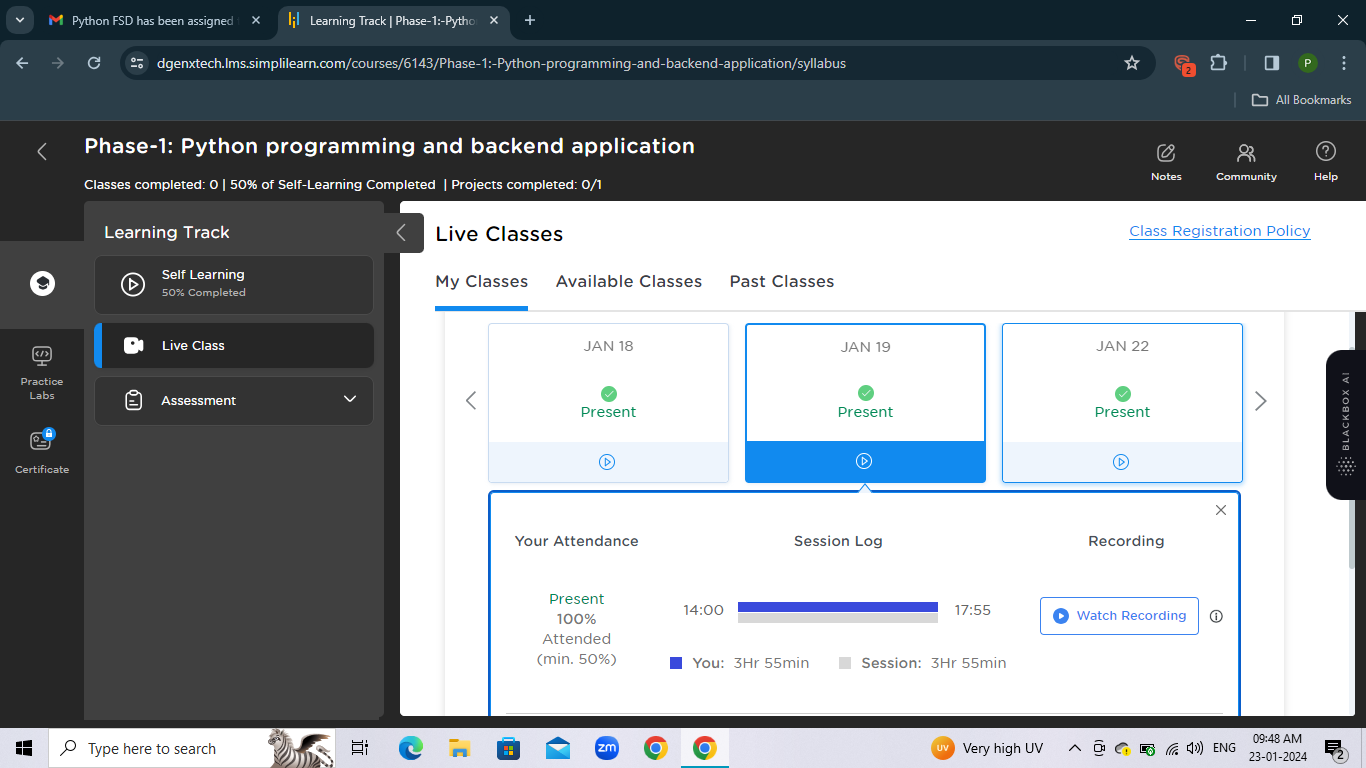 Python FSD has been assigned
Learning Track | Phase-1:-Pytho
dgenxtech.lms.simplilearn.com/courses/6143/Phase-1:-Python-programming-and-backend-application/syllabus
2
P
All Bookmarks
Phase-1: Python programming and backend application
Classes completed: 0 | 50% of Self-Learning Completed | Projects completed: 0/1
Notes
Community
Help
Learning Track
Self Learning
50% Completed
Live Class
Assessment
Practice
Labs
Certificate
Live Classes
Class Registration Policy
My Classes
Available Classes
Past Classes
JAN 18
Present
JAN 19
Present
JAN 22
Present
BLACKBOX AI
Your Attendance
Session Log
Recording
Present
100%
Attended
(min. 50%)
14:00
17:55
You: 3Hr 55min
Session: 3Hr 55min
Watch Recording
Type here to search
zm
UV
Very high UV
ENG
09:48 AM
23-01-2024
2